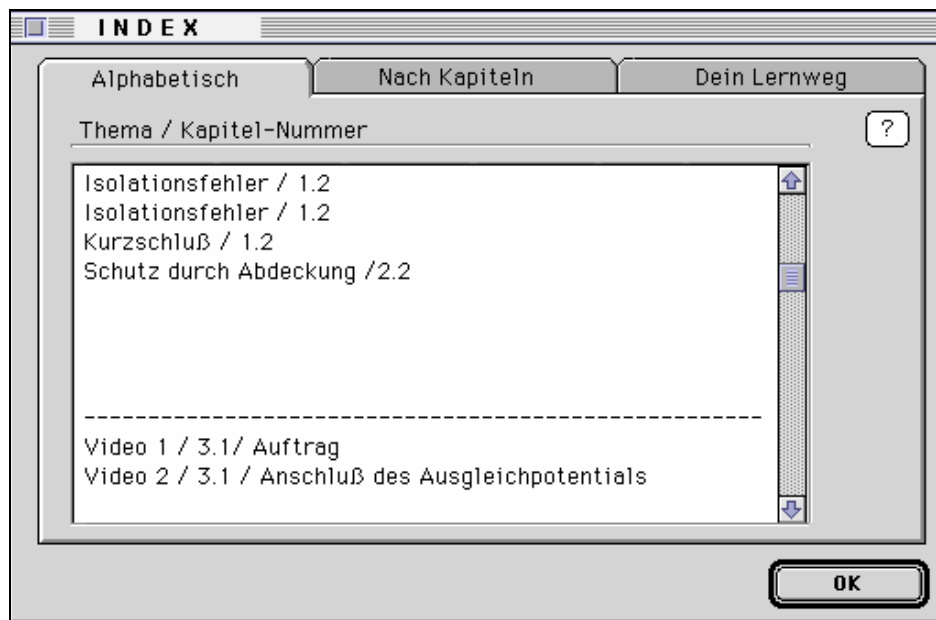 INDEX
Alphabetisch Nach Kapiteln Dein Lernweg
Thema / Kapitel-Nummer ?
Isolationsfehler / 1.2
Isolationsfehler / 1.2
Kurzschluß / 1.2
Schutz durch Abdeckung /2.2
----------------------------------------------------
Video 1 / 3.1/ Auftrag
Video 2 / 3.1 / Anschluß des Ausgleichpotentials
OK